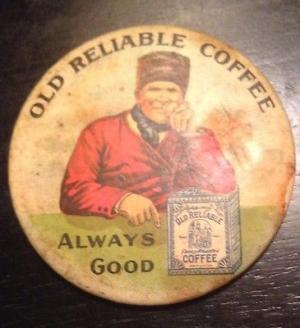 OLD RELIABLE COFFEE
ALWAYS
GOOD
OLD RELIABLE
COFFEE